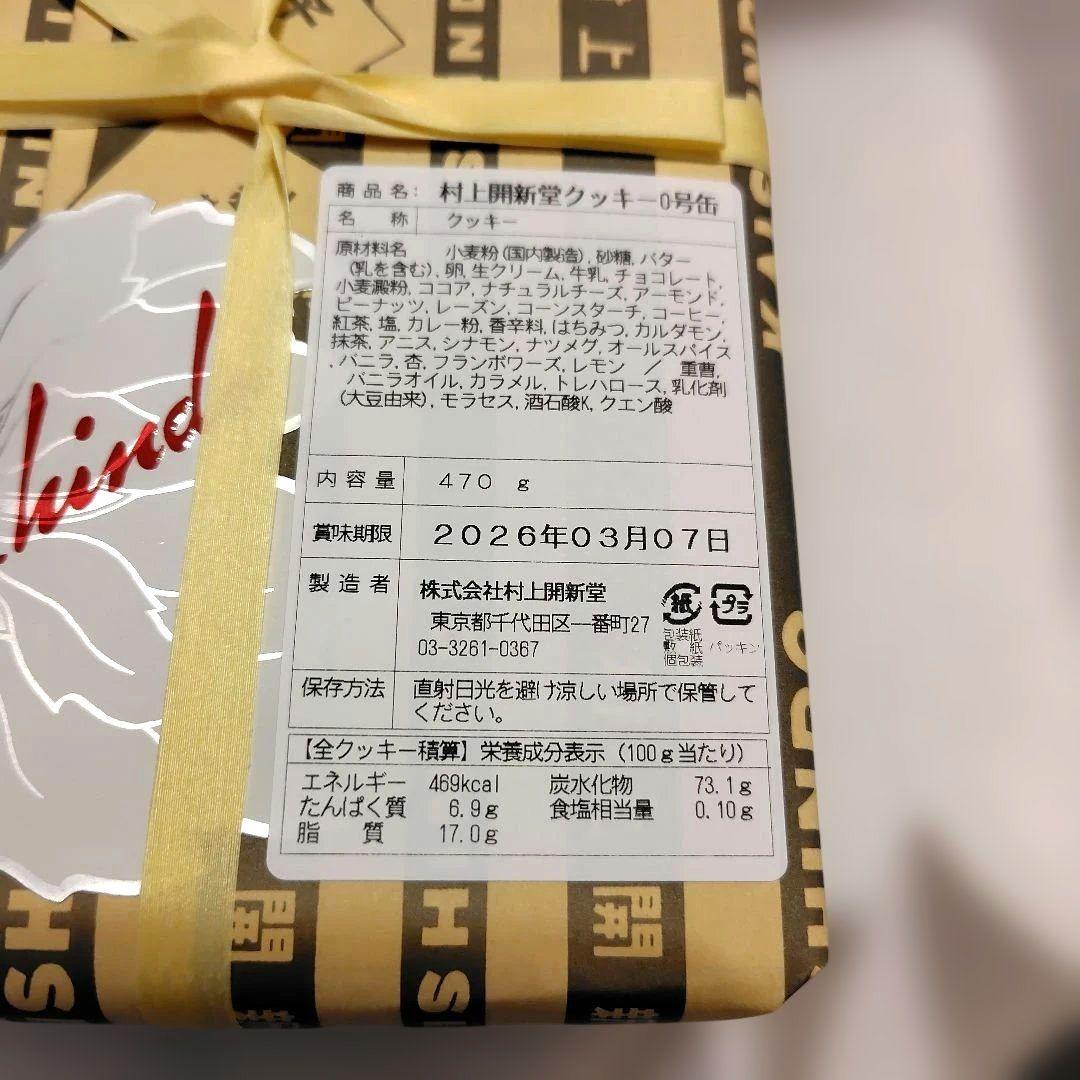 上
商品名: 村上開新堂クッキー0号缶
名称 クッキー
原材料名 小麦粉(国内製造), 砂糖, バター
(乳を含む), 卵, 生クリーム, 牛乳, チョコレート,
小麦澱粉, ココア, ナチュラルチーズ, アーモンド,
ピーナッツ, レーズン, コーンスターチ, コーヒー,
紅茶, 塩, カレー粉, 香辛料, はちみつ, カルダモン,
抹茶, アニス, シナモン, ナツメグ, オールスパイス
, バニラ, 杏, フランボワーズ, レモン / 重曹,
バニラオイル, カラメル, トレハロース, 乳化剤
(大豆由来), モラセス, 酒石酸K, クエン酸
内容量 470 g
賞味期限 2026年03月07日
製造者 株式会社村上開新堂
東京都千代田区一番町27
03-3261-0367
紙 プラ
包装紙
敷紙 パッキン
個包装
保存方法 直射日光を避け涼しい場所で保管して
ください。
【全クッキー積算】栄養成分表示(100g当たり)
エネルギー 469kcal 炭水化物 73.1g
たんぱく質 6.9g 食塩相当量 0.10g
脂質 17.0g
kind
開
開
SH
SH